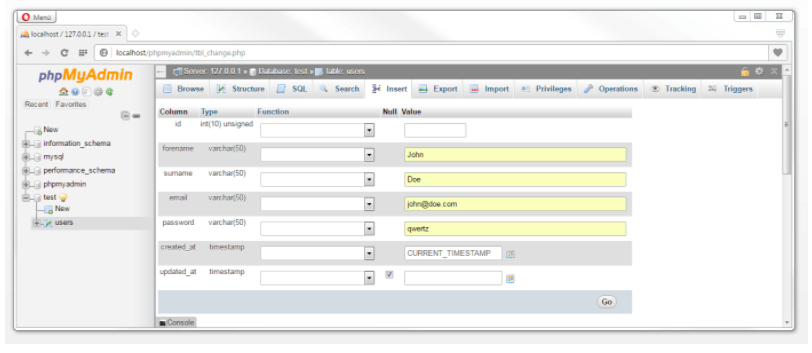 Menü
localhost / 127.0.0.1 / test
localhost/phpmyadmin/tbl_change.php
phpMyAdmin
Recent Favorites
New
information_schema
mysql
performance_schema
phpmyadmin
test
New
users
Server: 127.0.0.1 » Database: test » Table: users
Browse Structure SQL Search Insert Export Import Privileges Operations Tracking Triggers
Column Type Function Null Value
id int(10) unsigned
forename varchar(50) John
surname varchar(50) Doe
email varchar(50) john@doe.com
password varchar(50) qwertz
created_at timestamp CURRENT_TIMESTAMP
updated_at timestamp
Go
Console